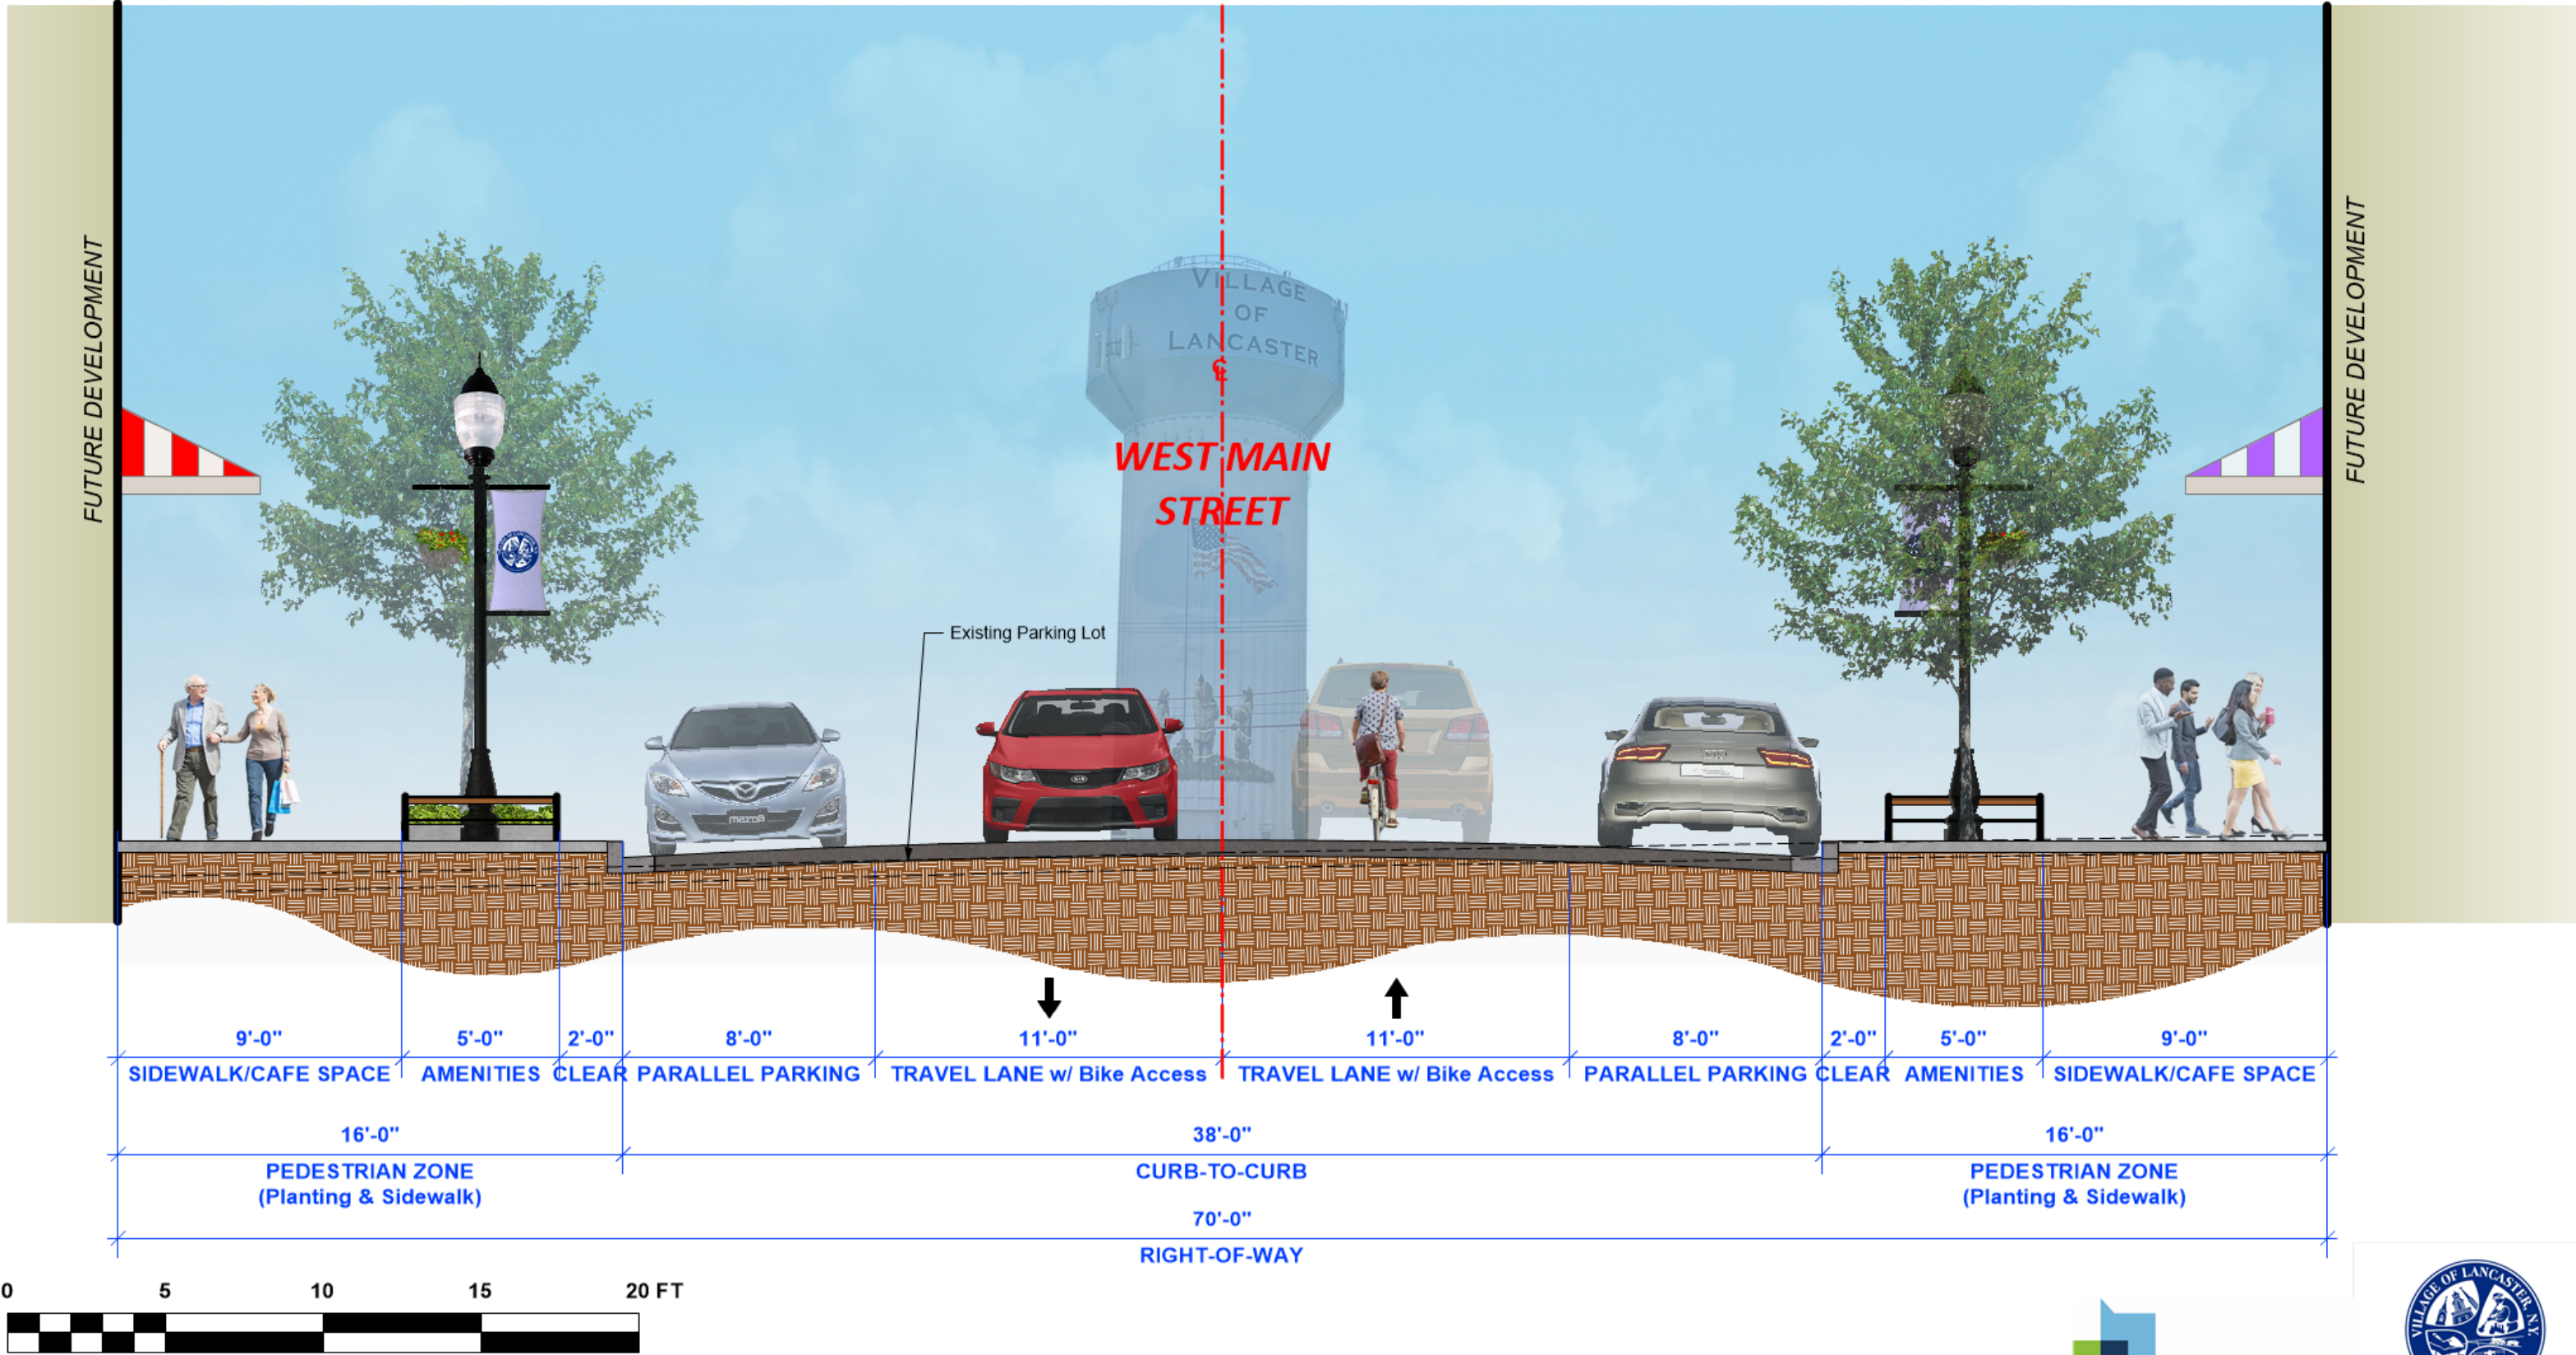 VILLAGE
OF
LANCASTER
℄
WEST MAIN
STREET
FUTURE DEVELOPMENT
FUTURE DEVELOPMENT
Existing Parking Lot
mazda
KIA
9'-0" 5'-0" 2'-0" 8'-0" 11'-0" 11'-0" 8'-0" 2'-0" 5'-0" 9'-0"
SIDEWALK/CAFE SPACE AMENITIES CLEAR PARALLEL PARKING TRAVEL LANE w/ Bike Access TRAVEL LANE w/ Bike Access PARALLEL PARKING CLEAR AMENITIES SIDEWALK/CAFE SPACE
16'-0" 38'-0" 16'-0"
PEDESTRIAN ZONE CURB-TO-CURB PEDESTRIAN ZONE
(Planting & Sidewalk) (Planting & Sidewalk)
70'-0"
RIGHT-OF-WAY
0 5 10 15 20 FT
VILLAGE OF LANCASTER, N.Y.